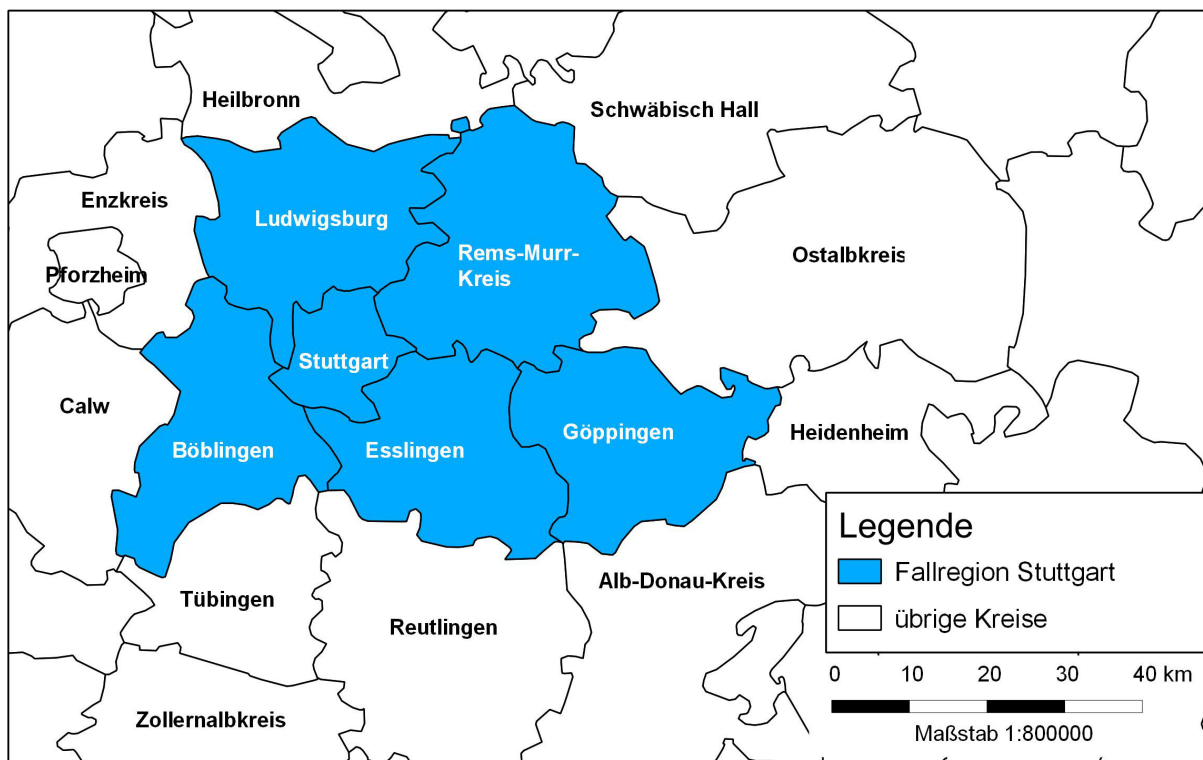 Heilbronn
Schwäbisch Hall
Enzkreis
Ludwigsburg
Rems-Murr-
Kreis
Ostalbkreis
Pforzheim
Stuttgart
Calw
Böblingen
Esslingen
Göppingen
Heidenheim
Legende
Fallregion Stuttgart
übrige Kreise
Alb-Donau-Kreis
Tübingen
Reutlingen
Zollernalbkreis
0 10 20 30 40 km
Maßstab 1:800000